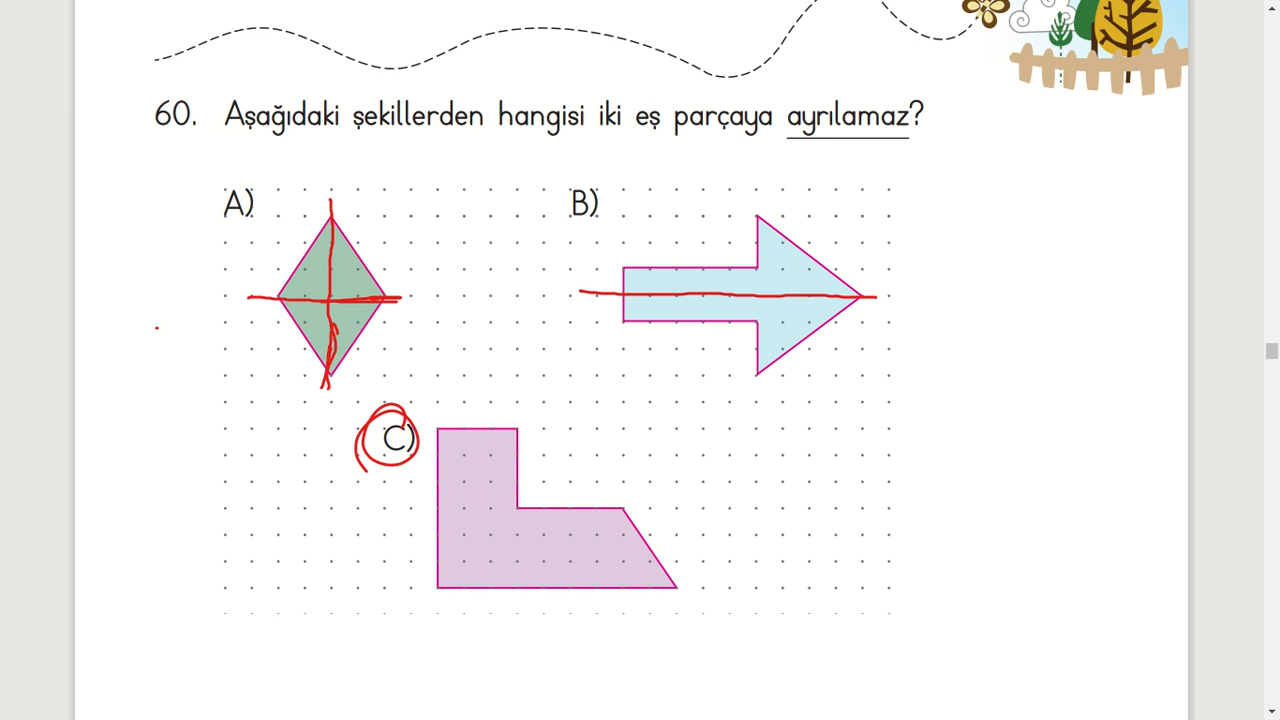 60. Aşağıdaki şekillerden hangisi iki eş parçaya ayrılamaz?
A)
B)
C)